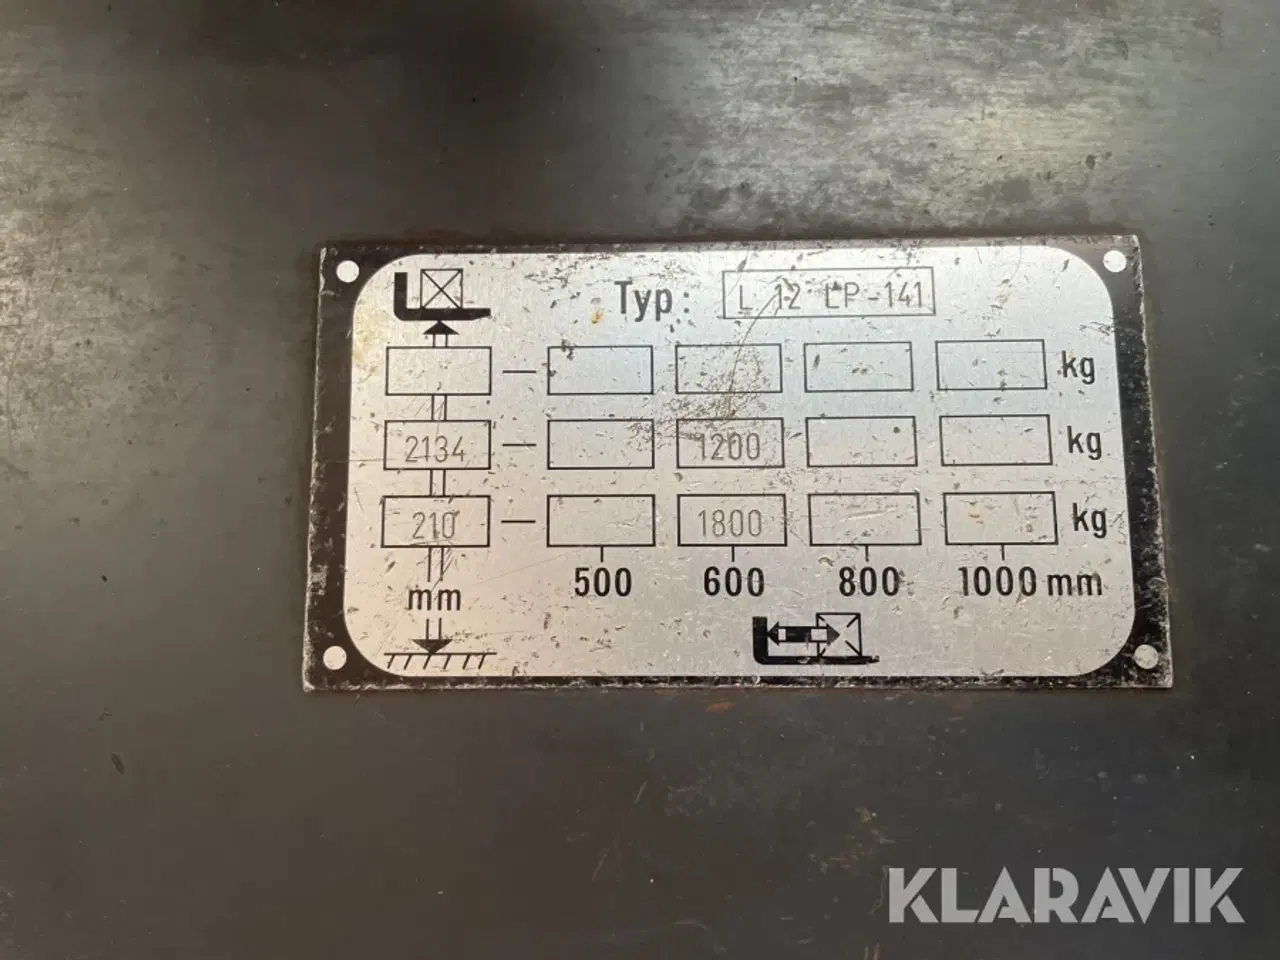 Typ: L 12 LP-141
kg
2134 1200 kg
210 1800 kg
mm 500 600 800 1000 mm
KLARAVIK